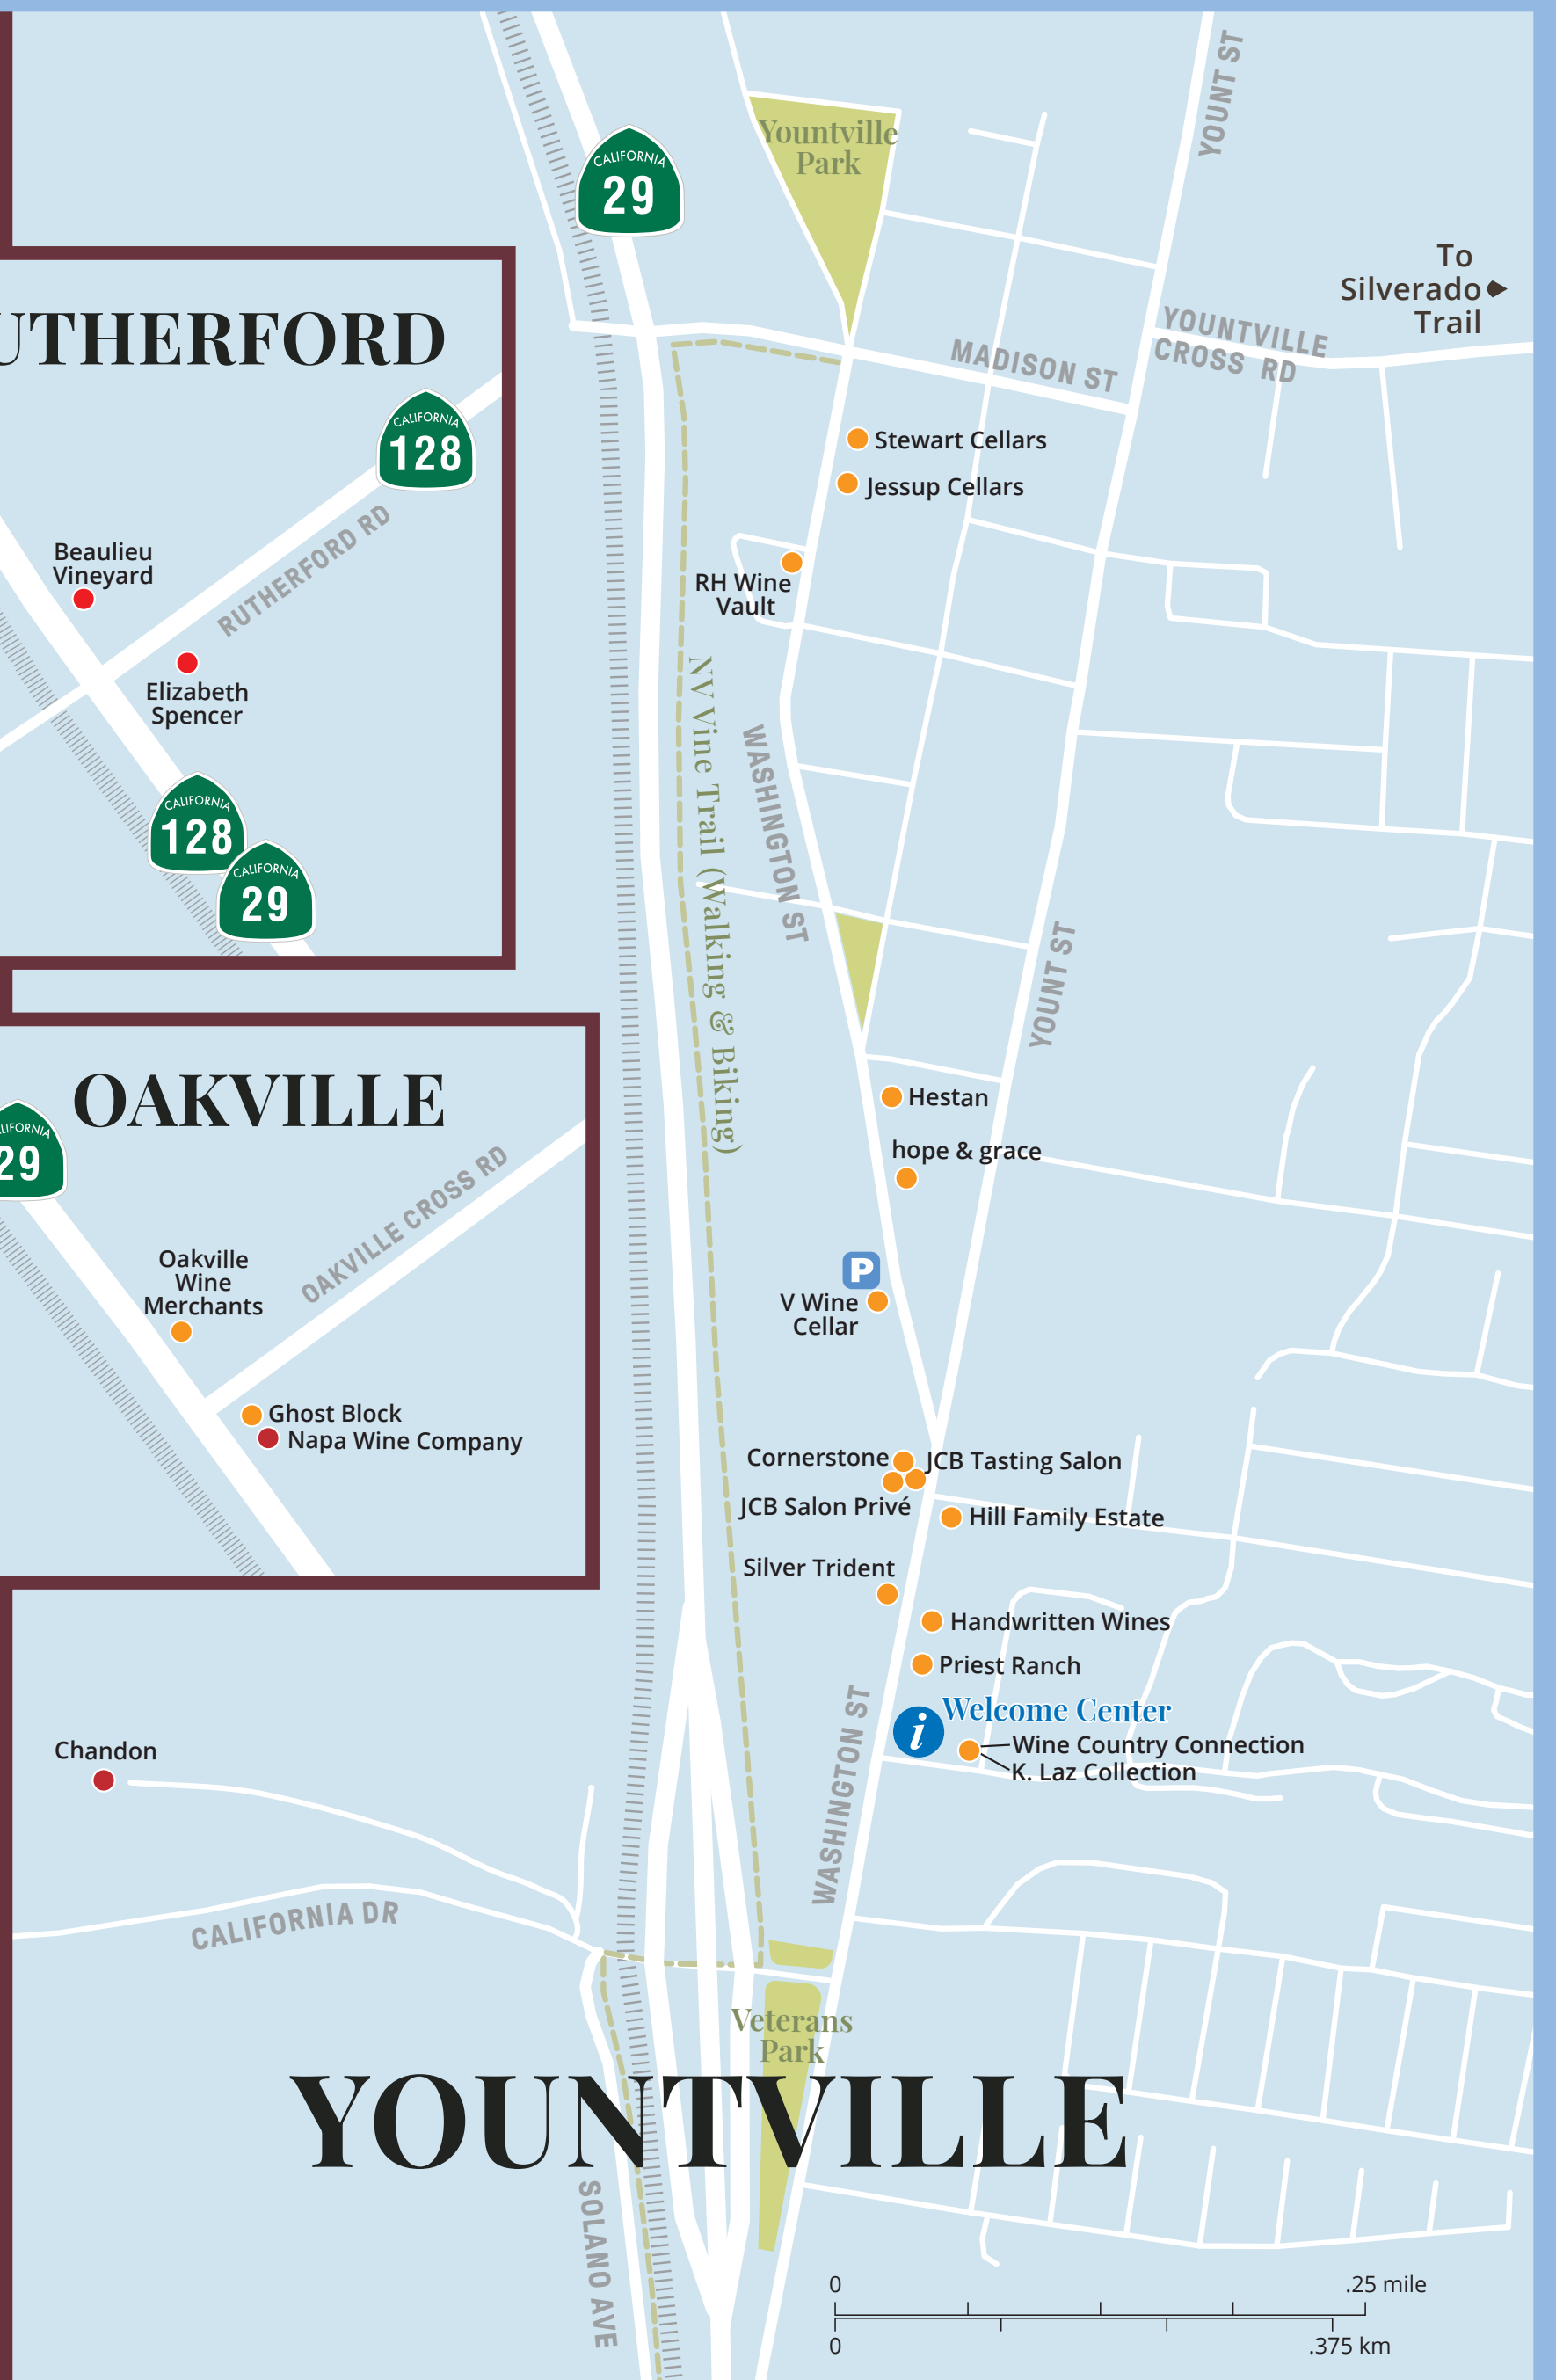 YOUNT ST
CALIFORNIA
29
Yountville
Park
To
Silverado
Trail
YOUNTVILLE
CROSS RD
MADISON ST
UTHERFORD
CALIFORNIA
128
RUTHERFORD RD
Beaulieu
Vineyard
Elizabeth
Spencer
CALIFORNIA
128
CALIFORNIA
29
Stewart Cellars
Jessup Cellars
RH Wine
Vault
NV Vine Trail (Walking & Biking)
WASHINGTON ST
YOUNT ST
OAKVILLE
LIFORNIA
29
OAKVILLE CROSS RD
Oakville
Wine
Merchants
Ghost Block
Napa Wine Company
Hestan
hope & grace
P
V Wine
Cellar
Cornerstone
JCB Tasting Salon
JCB Salon Privé
Hill Family Estate
Silver Trident
Handwritten Wines
Priest Ranch
i
Welcome Center
Wine Country Connection
K. Laz Collection
WASHINGTON ST
Chandon
CALIFORNIA DR
Veterans
Park
YOUNTVILLE
SOLANO AVE
0 .25 mile
0 .375 km